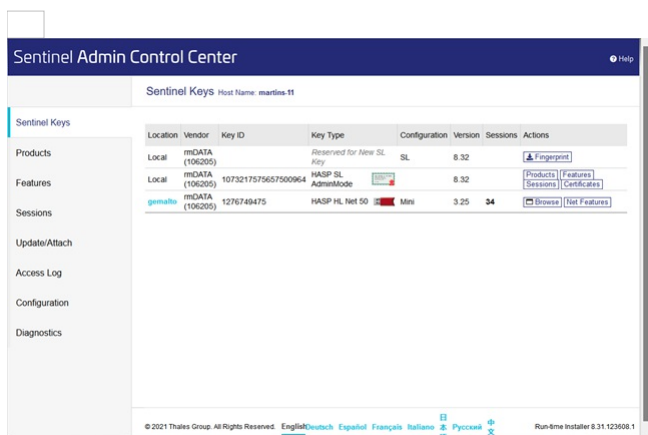 Sentinel Admin Control Center
Help
Sentinel Keys Host Name: martins-11
Sentinel Keys
Products
Features
Sessions
Update/Attach
Access Log
Configuration
Diagnostics
Location Vendor Key ID Key Type Configuration Version Sessions Actions
Local rmDATA (106205) Reserved for New SL Key SL 8.32 Fingerprint
Local rmDATA (106205) 1073217575657500964 HASP SL AdminMode 8.32 Products Features Sessions Certificates
gemalto rmDATA (106205) 1276749475 HASP HL Net 50 Mini 3.25 34 Browse Net Features
© 2021 Thales Group. All Rights Reserved. English Deutsch Español Français Italiano 日本 Русский 中文 Run-time Installer 8.31.123608.1